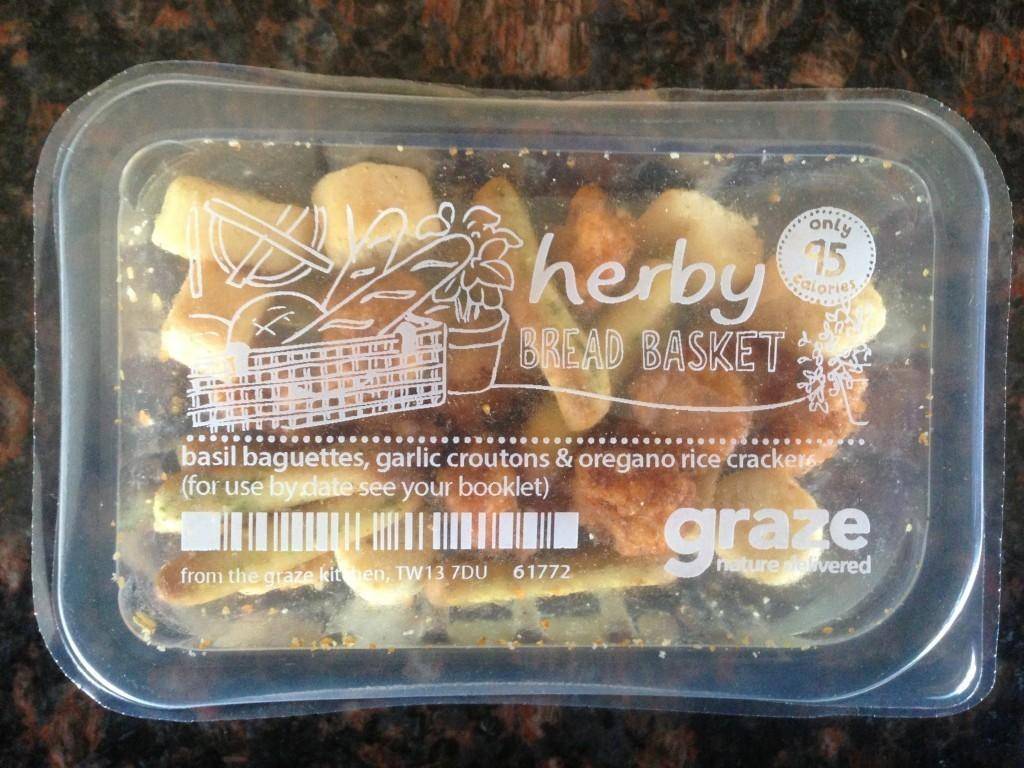 herby
only
95
calories
BREAD BASKET
basil baguettes, garlic croutons & oregano rice crackers
(for use by date see your booklet)
graze
nature delivered
from the graze kitchen, TW13 7DU 61772